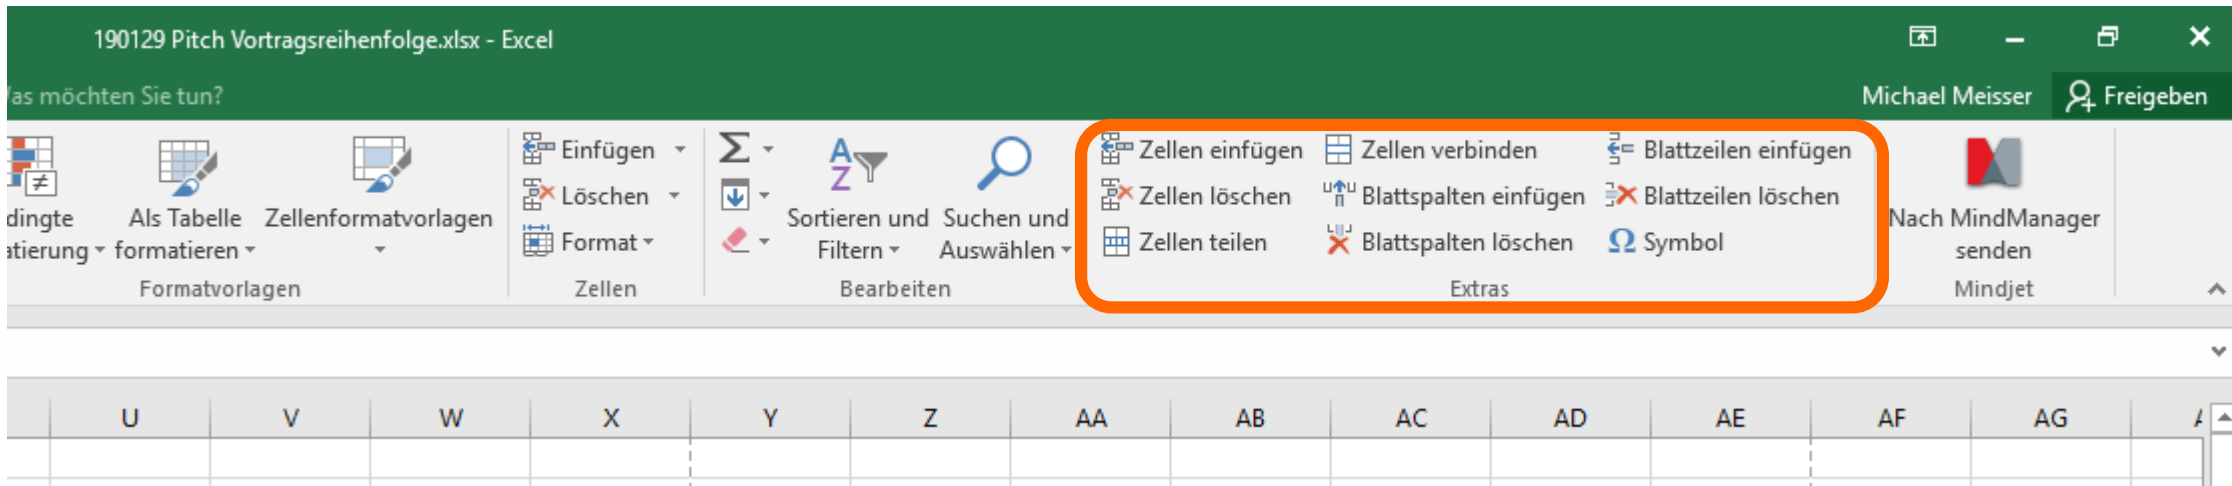 190129 Pitch Vortragsreihenfolge.xlsx - Excel
as möchten Sie tun?
Michael Meisser
Freigeben
dingte
atierung
Als Tabelle
formatieren
Zellenformatvorlagen
Formatvorlagen
Einfügen
Löschen
Format
Zellen
Sortieren und
Filtern
Suchen und
Auswählen
Bearbeiten
Zellen einfügen
Zellen löschen
Zellen teilen
Zellen verbinden
Blattspalten einfügen
Blattspalten löschen
Blattzeilen einfügen
Blattzeilen löschen
Symbol
Extras
Nach MindManager
senden
Mindjet
U V W X Y Z AA AB AC AD AE AF AG